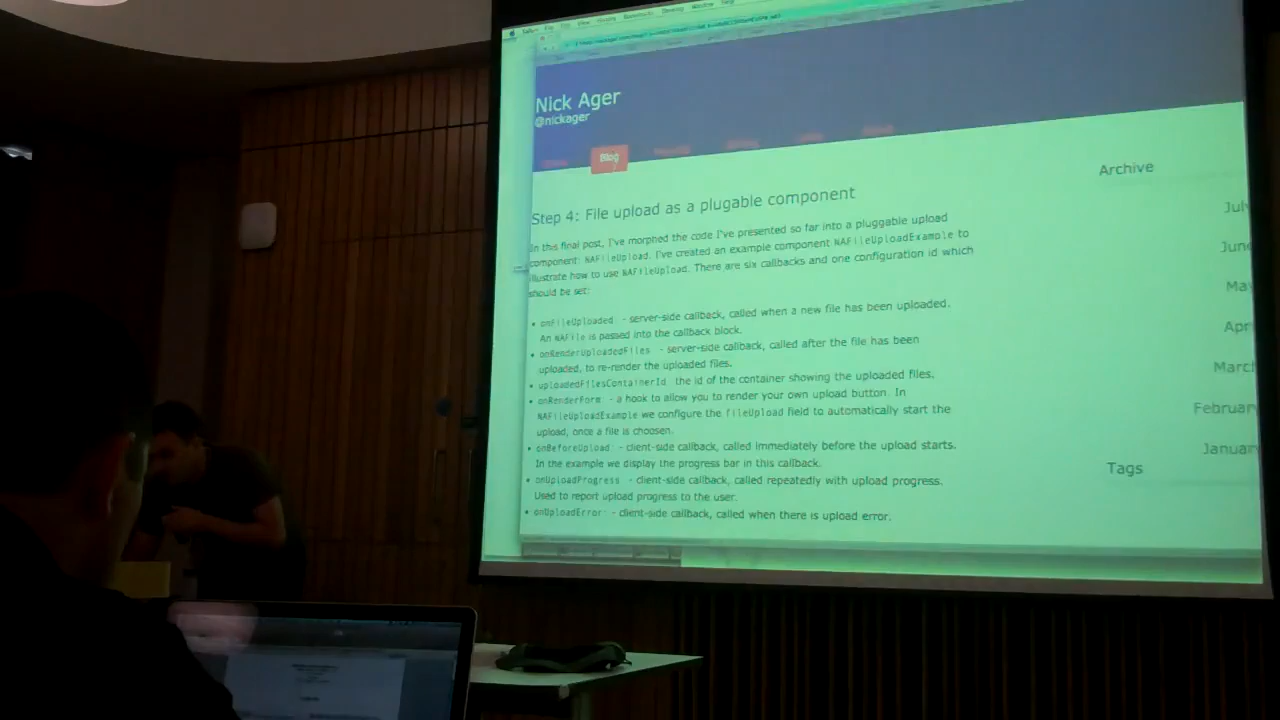 Nick Ager
@nickager
Blog
Step 4: File upload as a plugable component
In this final post, I've morphed the code I've presented so far into a pluggable upload
component: NAFileUpload. I've created an example component NAFileUploadExample to
illustrate how to use NAFileUpload. There are six callbacks and one configuration id which
should be set:
• onFileUploaded: - server-side callback, called when a new file has been uploaded.
An NAFile is passed into the callback block.
• onRenderUploadedFiles - server-side callback, called after the file has been
uploaded, to re-render the uploaded files.
• uploadedFilesContainerId the id of the container showing the uploaded files.
• onRenderForm: - a hook to allow you to render your own upload button. In
NAFileUploadExample we configure the fileUpload field to automatically start the
upload, once a file is choosen.
• onBeforeUpload: - client-side callback, called immediately before the upload starts.
In the example we display the progress bar in this callback.
• onUploadProgress - client-side callback, called repeatedly with upload progress.
Used to report upload progress to the user.
• onUploadError: - client-side callback, called when there is upload error.
Archive
July
June
May
Apr
March
Februar
January
Tags